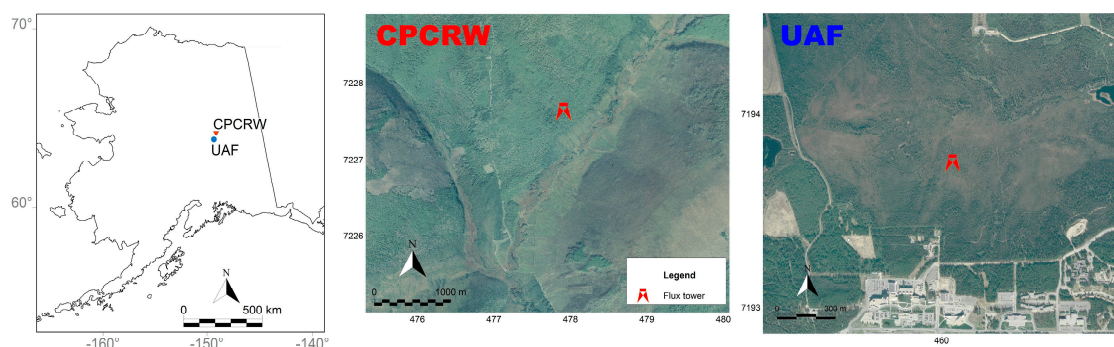 70°
60°
CPCRW
UAF
N
0
500 km
-160°
-150°
-140°
CPCRW
7228
7227
7226
N
0
1000 m
Legend
Flux tower
476
477
478
479
480
UAF
7194
7193
N
0
300 m
460